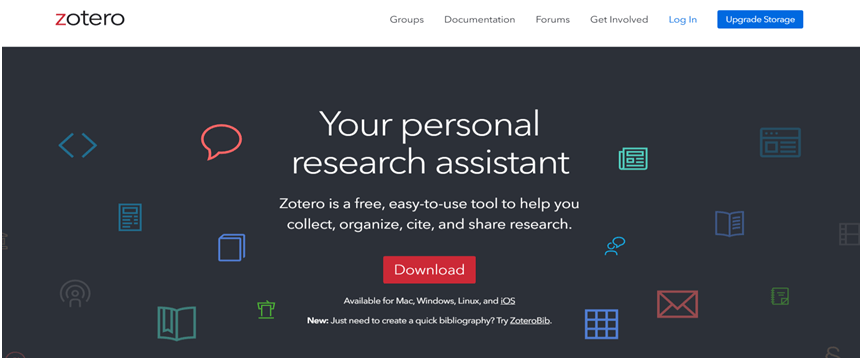 zotero
Groups Documentation Forums Get Involved Log In Upgrade Storage
Your personal
research assistant
Zotero is a free, easy-to-use tool to help you
collect, organize, cite, and share research.
Download
Available for Mac, Windows, Linux, and iOS
New: Just need to create a quick bibliography? Try ZoteroBib.